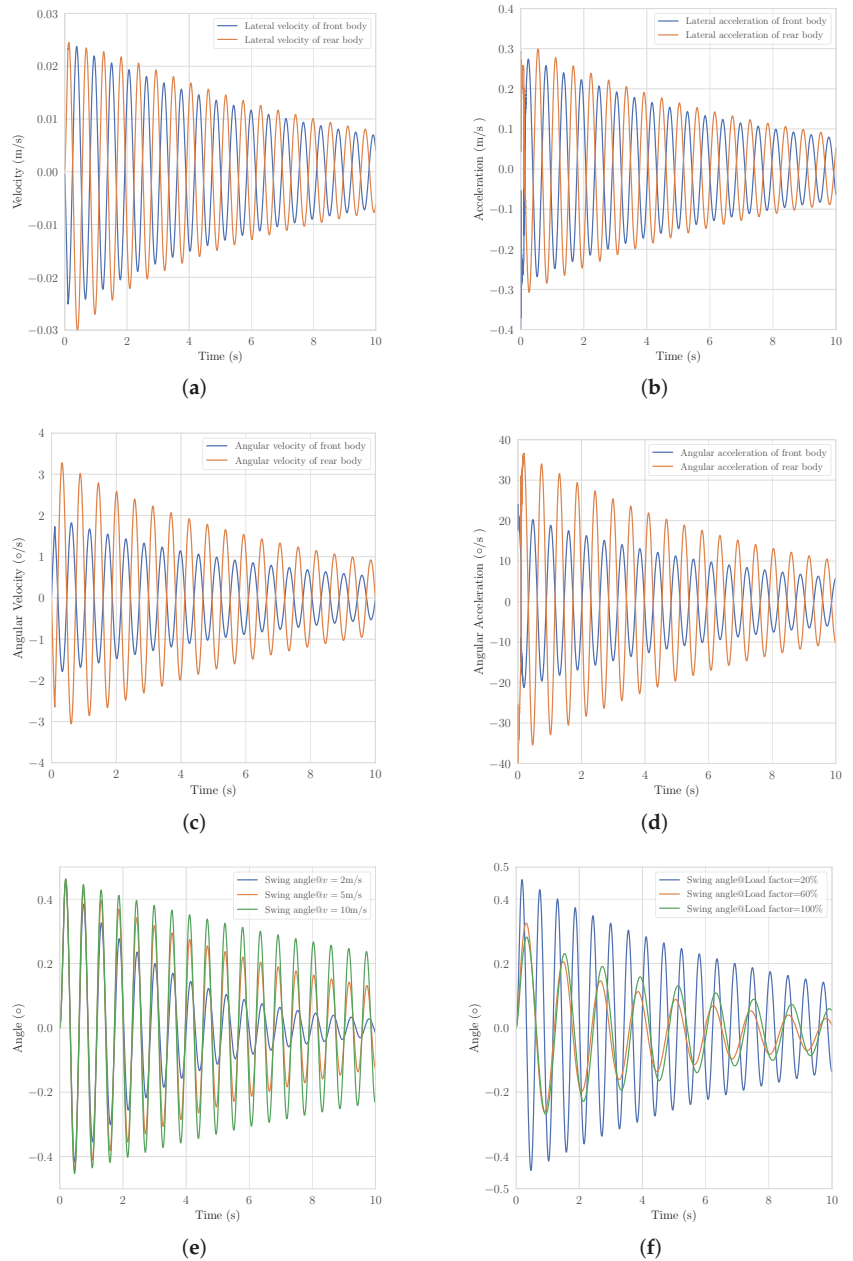 0.03
0.02
0.01
0.00
−0.01
−0.02
−0.03
Velocity (m/s)
Lateral velocity of front body
Lateral velocity of rear body
0 2 4 6 8 10
Time (s)
(a)
0.4
0.3
0.2
0.1
0.0
−0.1
−0.2
−0.3
−0.4
Acceleration (m/s )
Lateral acceleration of front body
Lateral acceleration of rear body
0 2 4 6 8 10
Time (s)
(b)
4
3
2
1
0
−1
−2
−3
−4
Angular Velocity (○/s)
Angular velocity of front body
Angular velocity of rear body
0 2 4 6 8 10
Time (s)
(c)
40
30
20
10
0
−10
−20
−30
−40
Angular Acceleration (○/s )
Angular acceleration of front body
Angular acceleration of rear body
0 2 4 6 8 10
Time (s)
(d)
0.4
0.2
0.0
−0.2
−0.4
Angle (○)
Swing angle@v = 2m/s
Swing angle@v = 5m/s
Swing angle@v = 10m/s
0 2 4 6 8 10
Time (s)
(e)
0.5
0.4
0.2
0.0
−0.2
−0.4
−0.5
Angle (○)
Swing angle@Load factor=20%
Swing angle@Load factor=60%
Swing angle@Load factor=100%
0 2 4 6 8 10
Time (s)
(f)